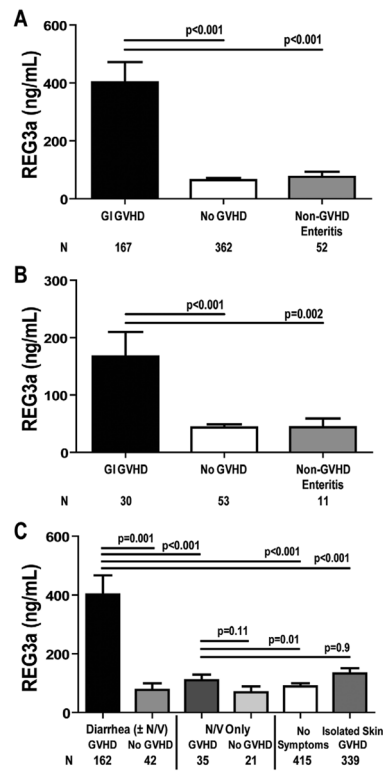 A
p<0.001
p<0.001
REG3a (ng/mL)
600
400
200
0
GI GVHD No GVHD Non-GVHD Enteritis
N 167 362 52
B
p<0.001
p=0.002
REG3a (ng/mL)
300
200
100
0
GI GVHD No GVHD Non-GVHD Enteritis
N 30 53 11
C
p=0.001
p<0.001
p<0.001
p<0.001
p=0.11
p=0.01
p=0.9
REG3a (ng/mL)
600
400
200
0
Diarrhea (± N/V) N/V Only No Symptoms Isolated Skin GVHD
GVHD No GVHD GVHD No GVHD
N 162 42 35 21 415 339